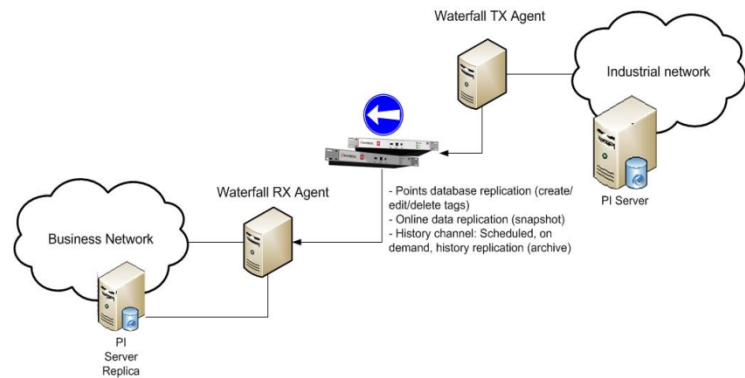 Waterfall TX Agent
Industrial network
PI Server
- Points database replication (create/
edit/delete tags)
- Online data replication (snapshot)
- History channel: Scheduled, on
demand, history replication (archive)
Waterfall RX Agent
Business Network
PI
Server
Replica